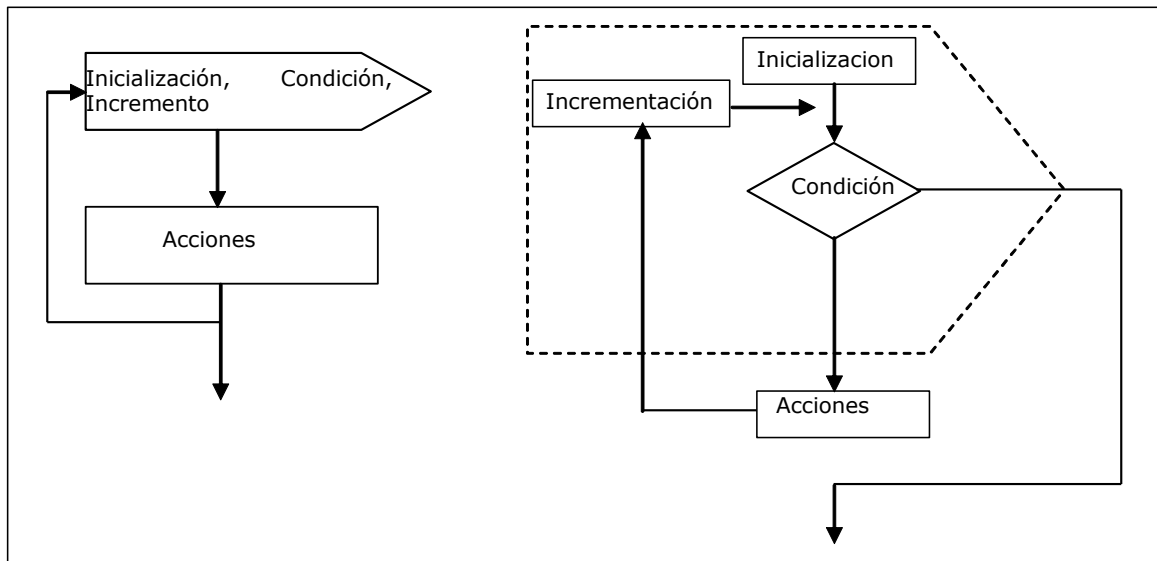 Inicialización, Condición,
Incremento
Acciones
Inicializacion
Incrementación
Condición
Acciones